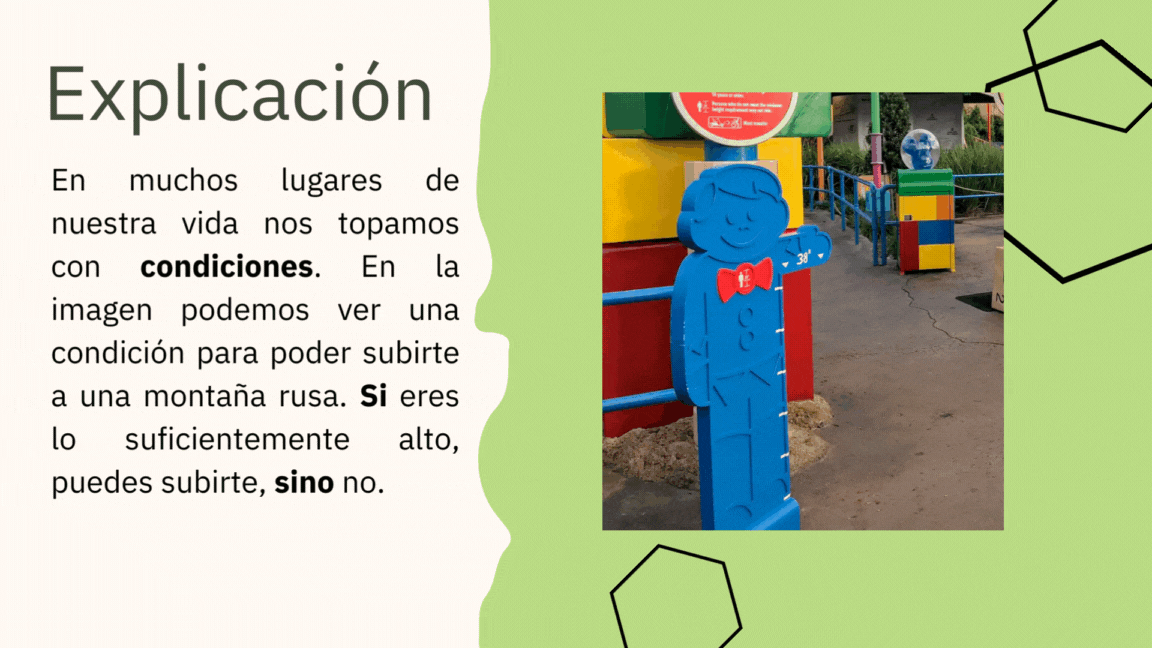 Explicación
En muchos lugares de
nuestra vida nos topamos
con condiciones. En la
imagen podemos ver una
condición para poder subirte
a una montaña rusa. Si eres
lo suficientemente alto,
puedes subirte, sino no.
38"